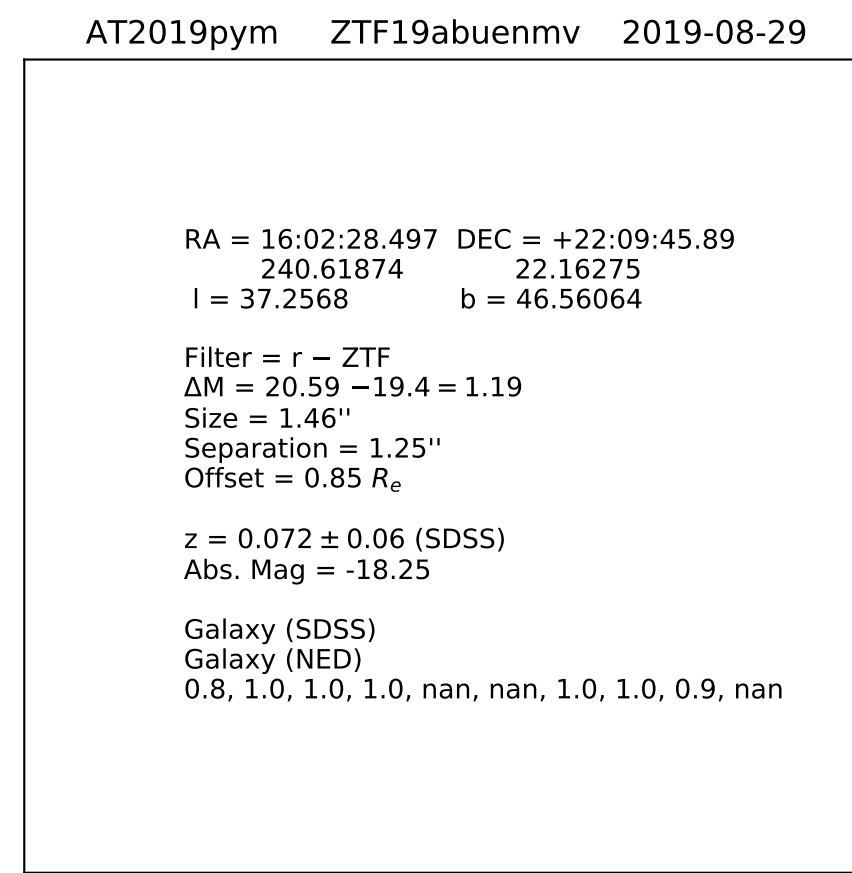 AT2019pym ZTF19abuenmv 2019-08-29
RA = 16:02:28.497 DEC = +22:09:45.89
240.61874 22.16275
l = 37.2568 b = 46.56064
Filter = r − ZTF
ΔM = 20.59 −19.4 = 1.19
Size = 1.46''
Separation = 1.25''
Offset = 0.85 Rₑ
z = 0.072 ± 0.06 (SDSS)
Abs. Mag = -18.25
Galaxy (SDSS)
Galaxy (NED)
0.8, 1.0, 1.0, 1.0, nan, nan, 1.0, 1.0, 0.9, nan